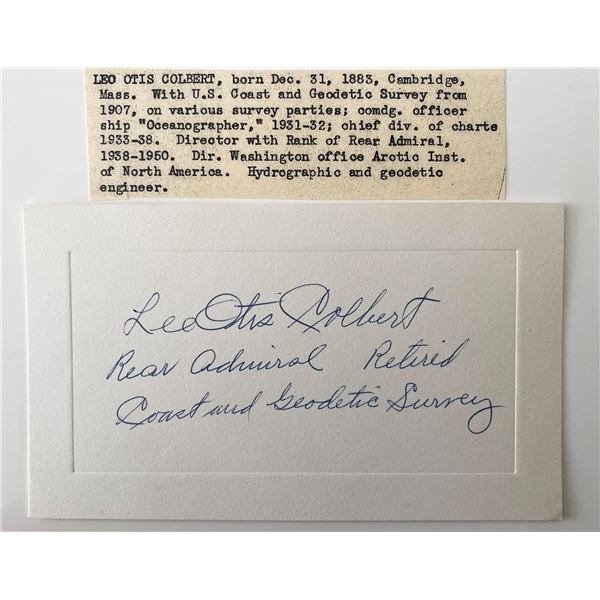 LEO OTIS COLBERT, born Dec. 31, 1883, Cambridge,
Mass. With U.S. Coast and Geodetic Survey from
1907, on various survey parties; comdg. officer
ship "Oceanographer," 1931-32; chief div. of charts
1933-38. Director with Rank of Rear Admiral,
1938-1950. Dir. Washington office Arctic Inst.
of North America. Hydrographic and geodetic
engineer.
Leo Otis Colbert
Rear Admiral Retired
Coast and Geodetic Survey